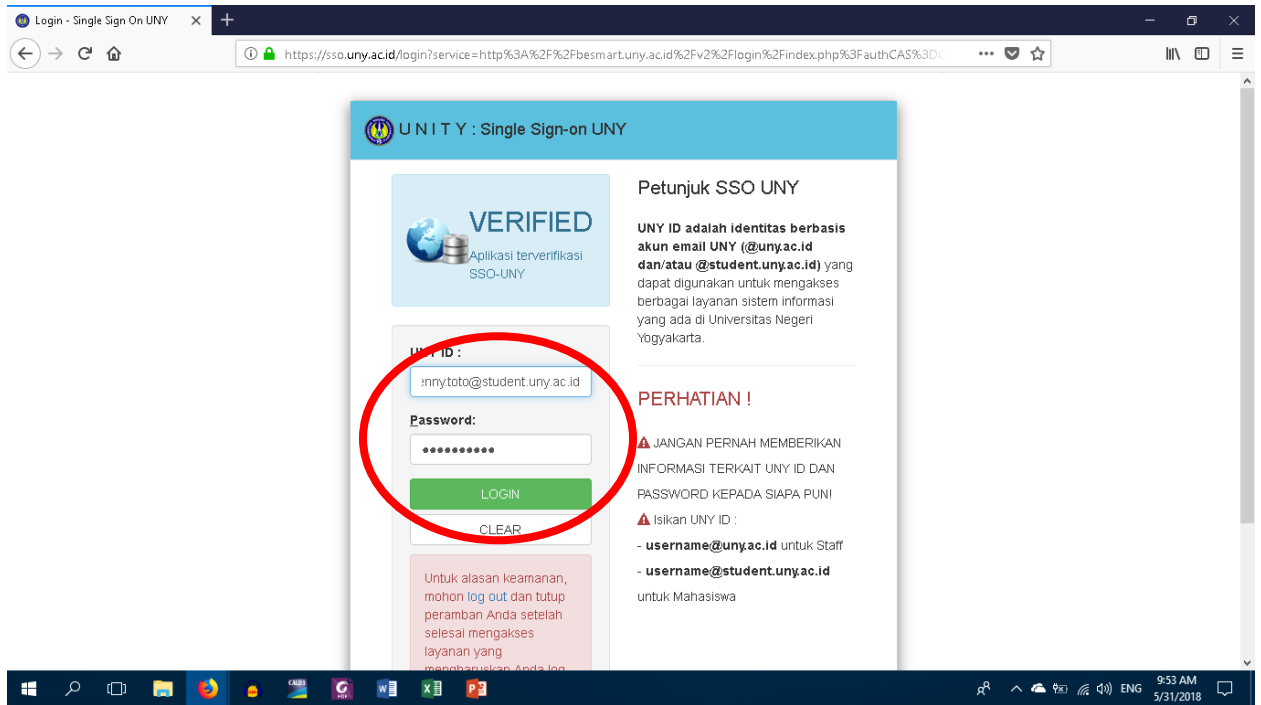 Login - Single Sign On UNY
https://sso.uny.ac.id/login?service=http%3A%2F%2Fbesmart.uny.ac.id%2Fv2%2Flogin%2Findex.php%3FauthCAS%3D
U N I T Y : Single Sign-on UNY
VERIFIED
Aplikasi terverifikasi
SSO-UNY
UNY ID :
enny.toto@student.uny.ac.id
Password:
••••••••••
LOGIN
CLEAR
Untuk alasan keamanan,
mohon log out dan tutup
peramban Anda setelah
selesai mengakses
layanan yang
mengharuskan Anda log
Petunjuk SSO UNY
UNY ID adalah identitas berbasis
akun email UNY (@uny.ac.id
dan/atau @student.uny.ac.id) yang
dapat digunakan untuk mengakses
berbagai layanan sistem informasi
yang ada di Universitas Negeri
Yogyakarta.
PERHATIAN !
JANGAN PERNAH MEMBERIKAN
INFORMASI TERKAIT UNY ID DAN
PASSWORD KEPADA SIAPA PUN!
Isikan UNY ID :
- username@uny.ac.id untuk Staff
- username@student.uny.ac.id
untuk Mahasiswa
CALD3
PDF
ENG
9:53 AM
5/31/2018